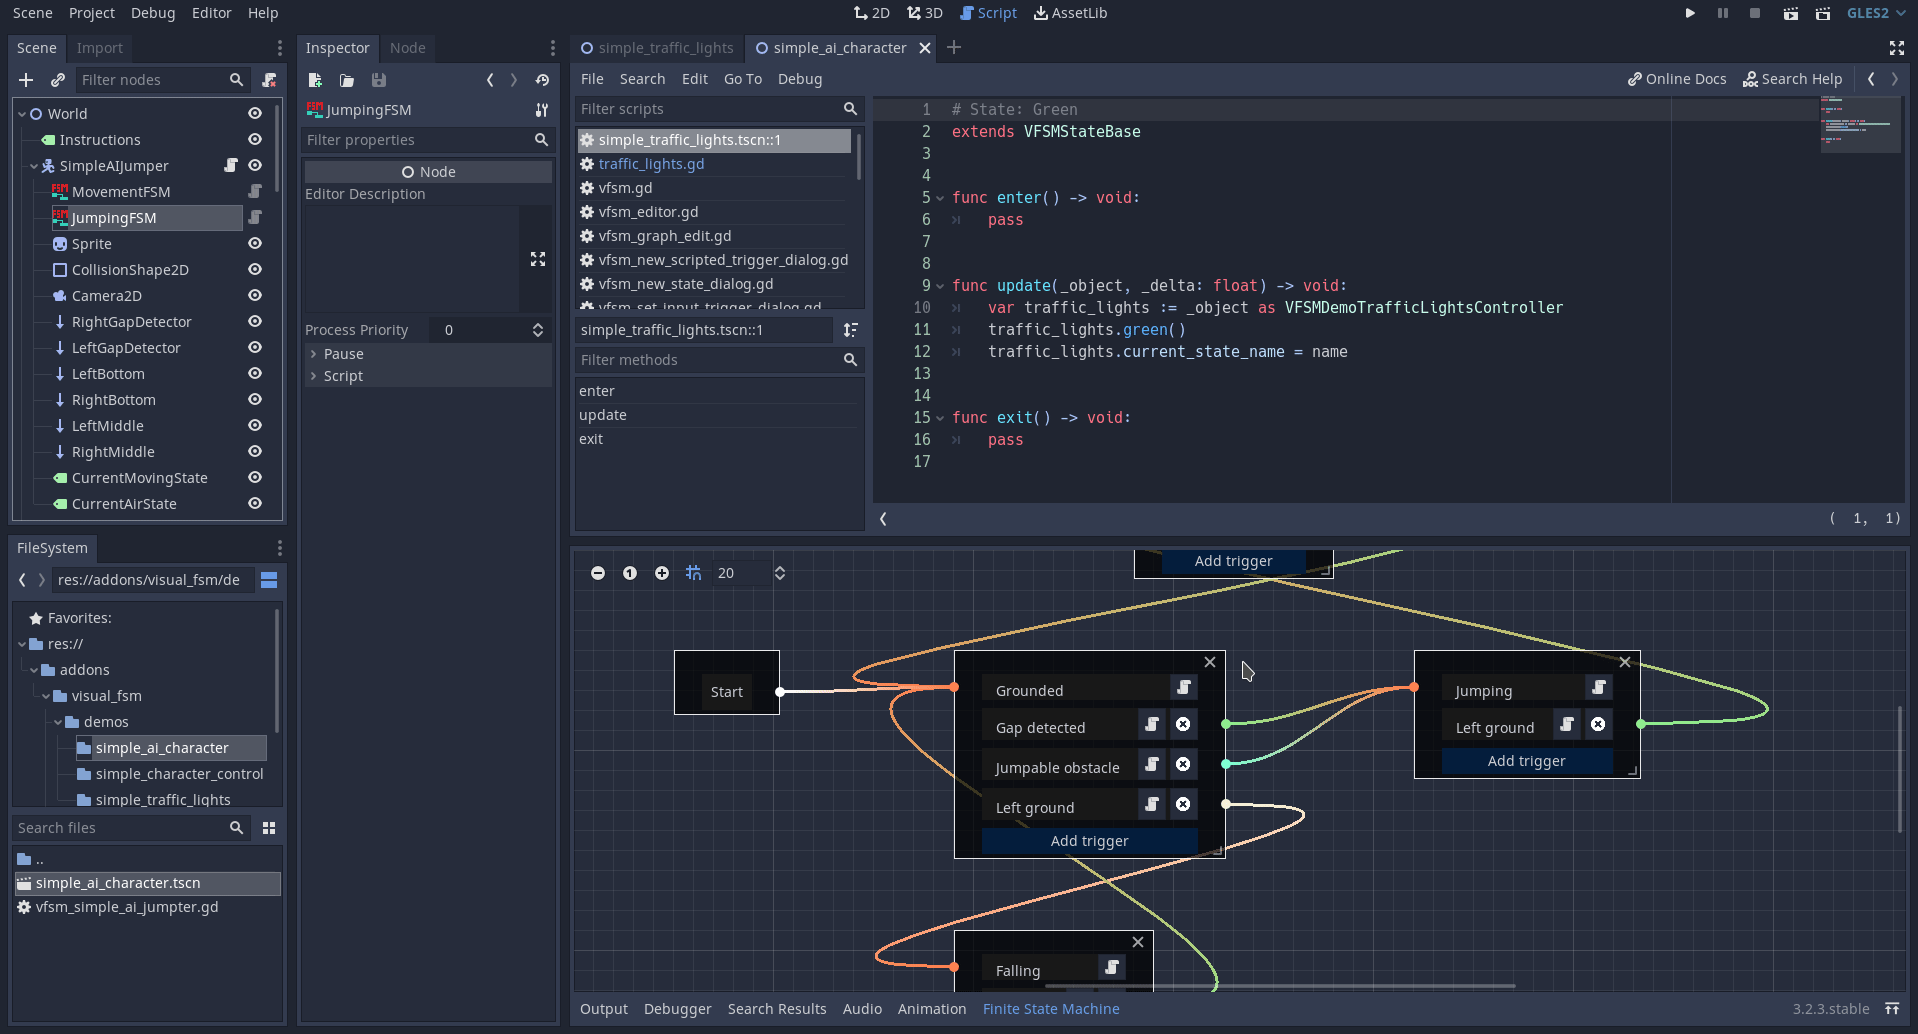 Scene Project Debug Editor Help
2D 3D Script AssetLib
GLES2
Scene Import
Filter nodes
World
Instructions
SimpleAIJumper
MovementFSM
JumpingFSM
Sprite
CollisionShape2D
Camera2D
RightGapDetector
LeftGapDetector
LeftBottom
RightBottom
LeftMiddle
RightMiddle
CurrentMovingState
CurrentAirState
FileSystem
res://addons/visual_fsm/de
Favorites:
res://
addons
visual_fsm
demos
simple_ai_character
simple_character_control
simple_traffic_lights
Search files
..
simple_ai_character.tscn
vfsm_simple_ai_jumpter.gd
Inspector Node
JumpingFSM
Filter properties
Node
Editor Description
Process Priority 0
Pause
Script
simple_traffic_lights simple_ai_character
File Search Edit Go To Debug
Online Docs Search Help
Filter scripts
simple_traffic_lights.tscn::1
traffic_lights.gd
vfsm.gd
vfsm_editor.gd
vfsm_graph_edit.gd
vfsm_new_scripted_trigger_dialog.gd
vfsm_new_state_dialog.gd
vfsm_set_input_trigger_dialog.gd
simple_traffic_lights.tscn::1
Filter methods
enter
update
exit
1 # State: Green
2 extends VFSMStateBase
3
4
5 func enter() -> void:
6 pass
7
8
9 func update(_object, _delta: float) -> void:
10 var traffic_lights := _object as VFSMDemoTrafficLightsController
11 traffic_lights.green()
12 traffic_lights.current_state_name = name
13
14
15 func exit() -> void:
16 pass
17
( 1, 1)
1 20
Add trigger
Start
Grounded
Gap detected
Jumpable obstacle
Left ground
Add trigger
Jumping
Left ground
Add trigger
Falling
Output Debugger Search Results Audio Animation Finite State Machine
3.2.3.stable